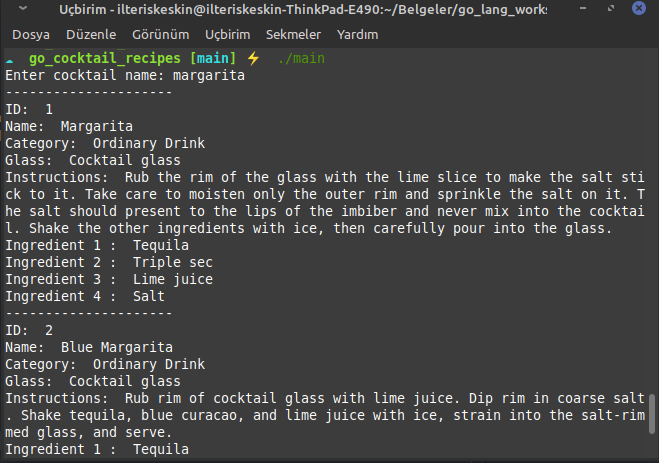 Uçbirim - ilteriskeskin@ilteriskeskin-ThinkPad-E490:~/Belgeler/go_lang_works
Dosya Düzenle Görünüm Uçbirim Sekmeler Yardım
go_cocktail_recipes [main] ⚡ ./main
Enter cocktail name: margarita
---------------------
ID:  1
Name:  Margarita
Category:  Ordinary Drink
Glass:  Cocktail glass
Instructions:  Rub the rim of the glass with the lime slice to make the salt sti
ck to it. Take care to moisten only the outer rim and sprinkle the salt on it. T
he salt should present to the lips of the imbiber and never mix into the cocktai
l. Shake the other ingredients with ice, then carefully pour into the glass.
Ingredient 1 :  Tequila
Ingredient 2 :  Triple sec
Ingredient 3 :  Lime juice
Ingredient 4 :  Salt
---------------------
ID:  2
Name:  Blue Margarita
Category:  Ordinary Drink
Glass:  Cocktail glass
Instructions:  Rub rim of cocktail glass with lime juice. Dip rim in coarse salt
. Shake tequila, blue curacao, and lime juice with ice, strain into the salt-rim
med glass, and serve.
Ingredient 1 :  Tequila